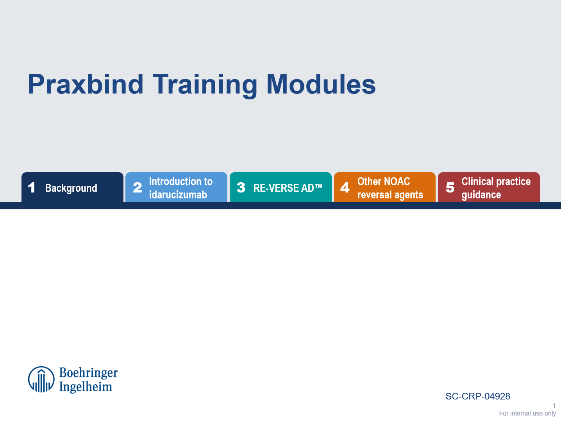 Praxbind Training Modules
1 Background
2 Introduction to
idarucizumab
3 RE-VERSE AD™
4 Other NOAC
reversal agents
5 Clinical practice
guidance
Boehringer
Ingelheim
SC-CRP-04928
1
For internal use only